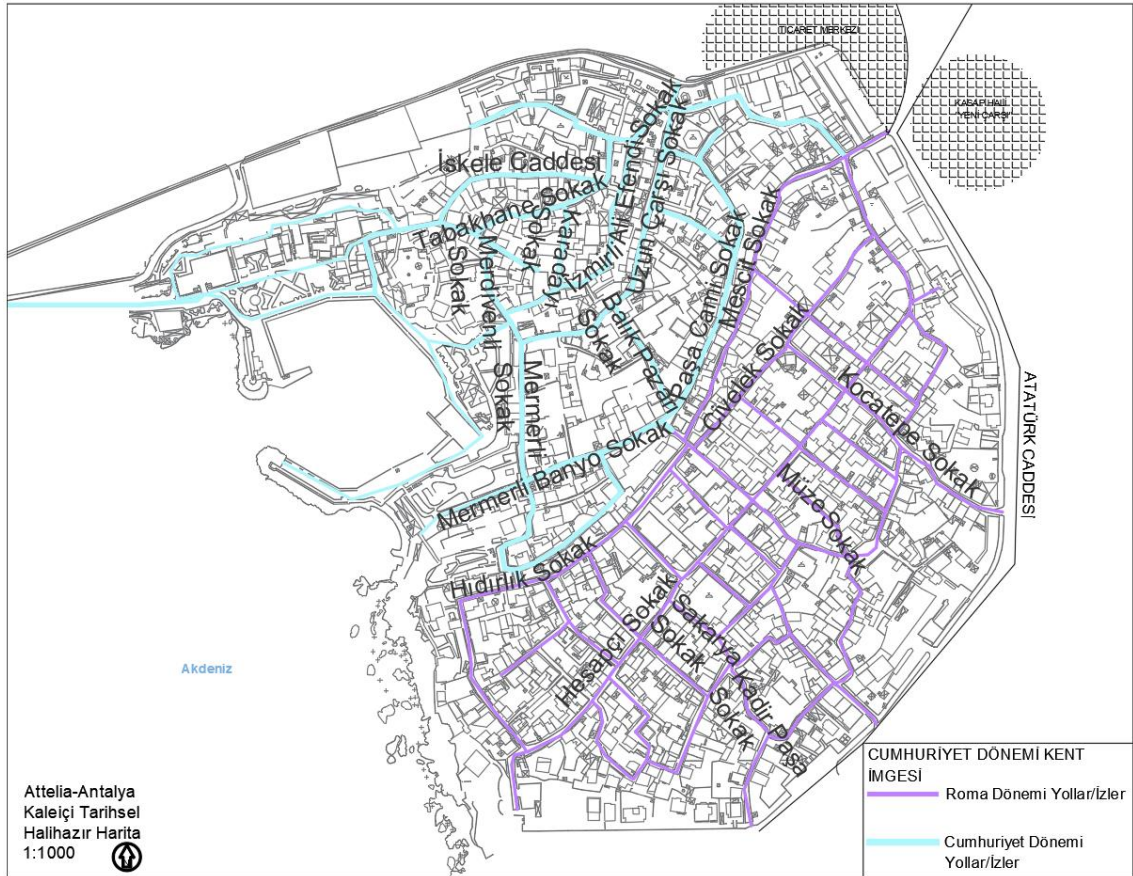 TİCARET MERKEZİ
KASAP HALİ
"YENİ ÇARŞI"
İskele Caddesi
Tabakhane Sokak
Merdivenli Sokak
Sokak
Karadayı
Sokak
İzmirli Ali Efendi Sokak
Uzun Çarşı Sokak
Balık Pazarı
Sokak
Paşa Camii Sokak
Mescit Sokak
Civelek Sokak
Kocatepe Sokak
ATATÜRK CADDESİ
Mermerli
Sokak
Mermerli Banyo Sokak
Müze Sokak
Hıdırlık Sokak
Hesapçı Sokak
Sakarya
Sokak
Kadir Paşa
Sokak
Akdeniz
Attelia-Antalya
Kaleiçi Tarihsel
Halihazır Harita
1:1000
CUMHURİYET DÖNEMİ KENT
İMGESİ
Roma Dönemi Yollar/İzler
Cumhuriyet Dönemi
Yollar/İzler